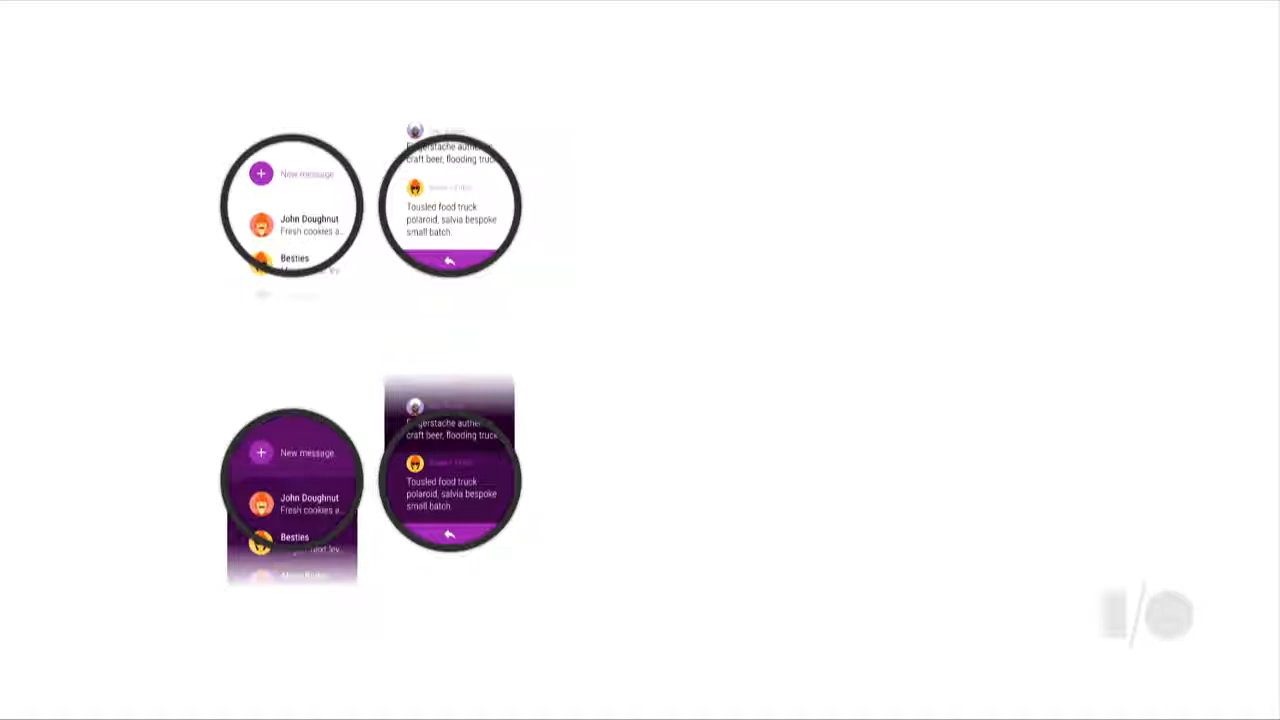 New message
John Doughnut
Fresh cookies a...
Besties
craft beer, flooding truck
Tousled food truck
polaroid, salvia bespoke
small batch.
New message
John Doughnut
Fresh cookies a...
Besties
Fingerstache authe
craft beer, flooding truck
Tousled food truck
polaroid, salvia bespoke
small batch.
I/O